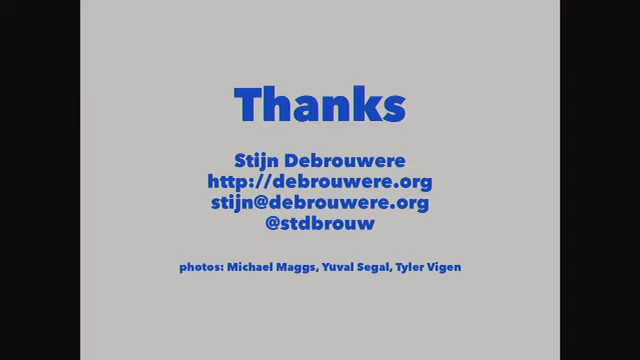 Thanks
Stijn Debrouwere
http://debrouwere.org
stijn@debrouwere.org
@stdbrouw
photos: Michael Maggs, Yuval Segal, Tyler Vigen